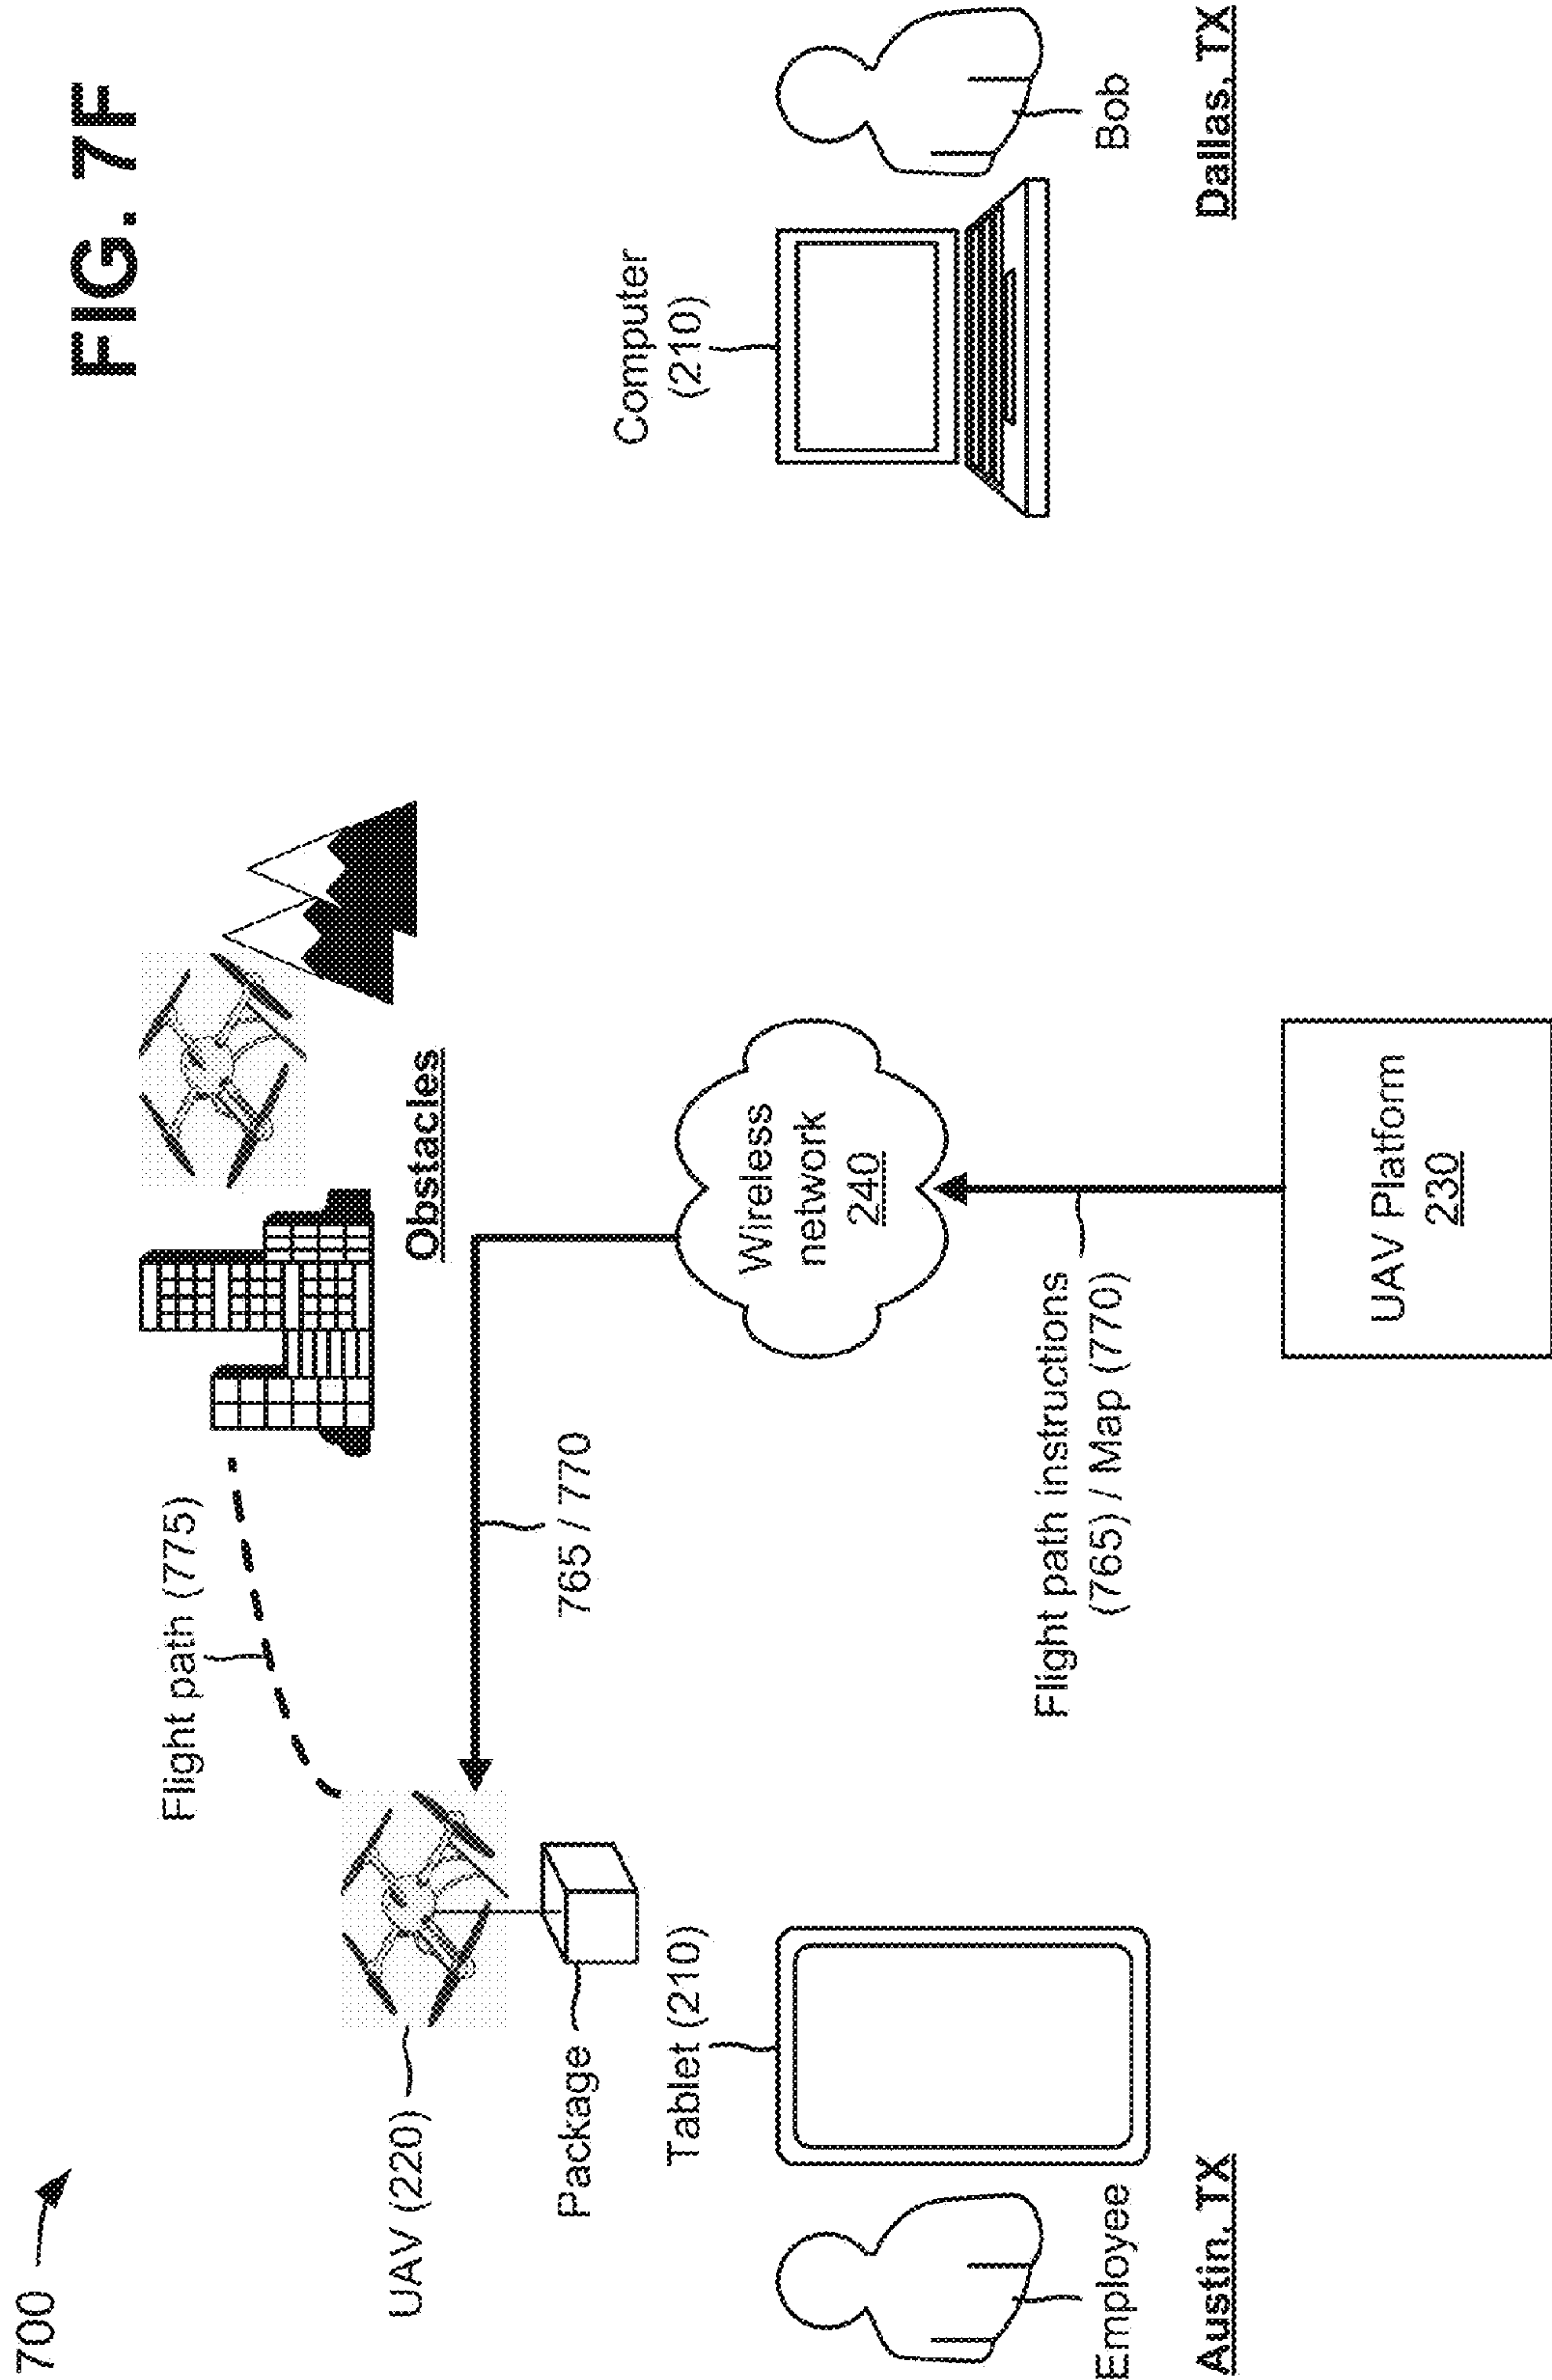 700
FIG. 7F
Flight path (775)
UAV (220)
Obstacles
Package
765 / 770
Tablet (210)
Computer
(210)
Wireless
network
240
Employee
Bob
Flight path instructions
(765) / Map (770)
Austin, TX
Dallas, TX
UAV Platform
230